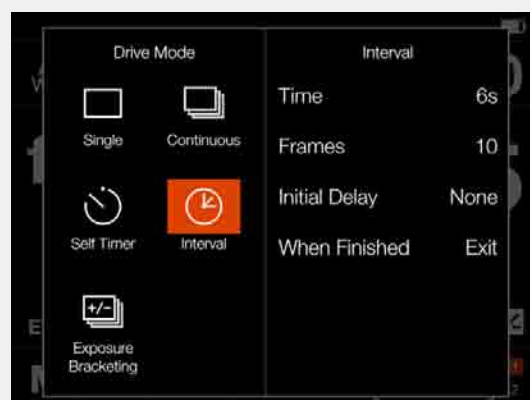 Drive Mode
Single
Continuous
Self Timer
Interval
+/-
Exposure
Bracketing
Interval
Time 6s
Frames 10
Initial Delay None
When Finished Exit